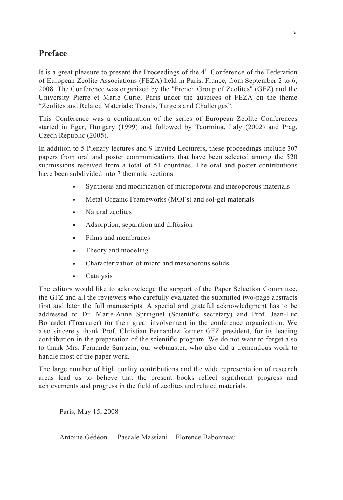 Preface
It is a great pleasure to present the Proceedings of the 4th Conference of the Federation
of European Zeolite Associations (FEZA) held in Paris, France, from September 2 to 6,
2008. The Conference was organised by the "French Group of Zeolites" (GFZ) and the
University Pierre et Marie Curie, Paris under the auspices of FEZA on the theme
"Zeolites and Related Materials: Trends, Targets and Challenges".
This Conference was a continuation of the series of European Zeolite Conferences
started in Eger, Hungary (1999) and followed by Taormina, Italy (2002) and Prag,
Czech Republic (2005).
In addition to 5 Plenary lectures and 9 Invited Lecturers, these proceedings include 307
papers from oral and poster communications that have been selected among the 520
submissions received from a total of 51 countries. The oral and poster contributions
have been subdivided into 7 thematic sections
• Synthesis and modification of microporous and mesoporous materials
• Metal Organic Frameworks (MOFs) and sol-gel materials
• Natural zeolites
• Adsorption, separation and diffusion
• Films and membranes
• Theory and modeling
• Characterization of micro and mesoporous solids
• Catalysis
The editors would like to acknowledge the support of the Paper Selection Committee,
the GFZ and all the reviewers who carefully evaluated the submitted two-page abstracts
first and later the full manuscripts. A special and grateful acknowledgment has to be
addressed to Dr. Marie-Anne Springuel (Scientific secretary) and Prof. Jean-Luc
Bonardet (Treasurer) for their great involvement in the conference organization. We
also sincerely thank Prof. Christian Fernandez former GFZ president, for its leading
contribution in the preparation of the scientific program. We do not want to forget also
to thank Mrs. Fernande Sarrazin, our webmaster, who also did a tremendous work to
handle most of the paper work.
The large number of high quality contributions and the wide representation of research
areas lead us to believe that the present books reflect significant progress and
achievements and progress in the field of zeolites and related materials.
Paris, May 15, 2008
Antoine Gédéon Pascale Massiani Florence Babonneau